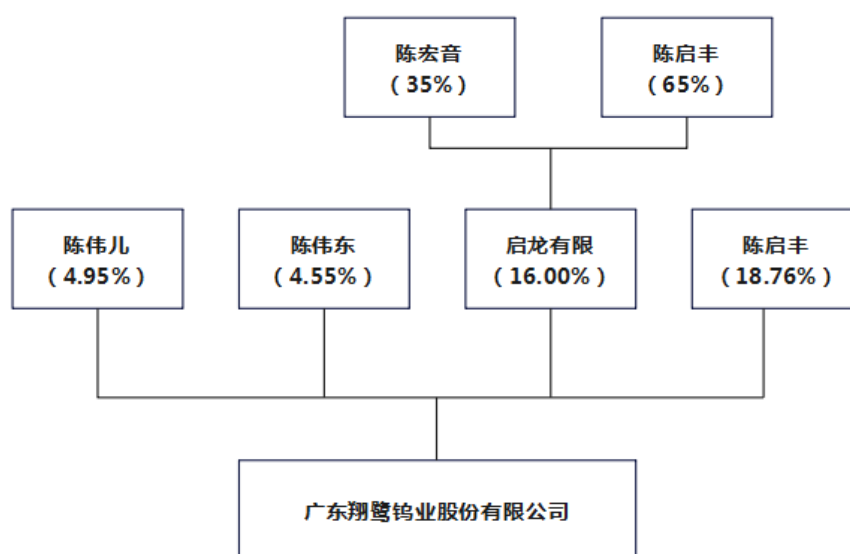 陈宏音
（35%）
陈启丰
（65%）
陈伟儿
（4.95%）
陈伟东
（4.55%）
启龙有限
（16.00%）
陈启丰
（18.76%）
广东翔鹭钨业股份有限公司